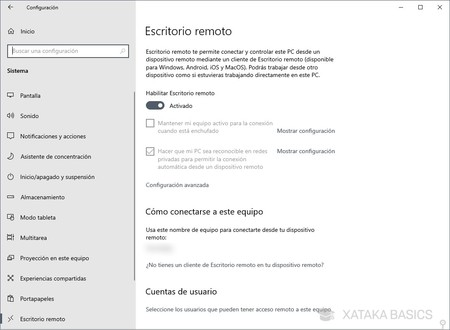 Configuración
Inicio
Buscar una configuración
Sistema
Pantalla
Sonido
Notificaciones y acciones
Asistente de concentración
Inicio/apagado y suspensión
Almacenamiento
Modo tableta
Multitarea
Proyección en este equipo
Experiencias compartidas
Portapapeles
Escritorio remoto
Escritorio remoto
Escritorio remoto te permite conectar y controlar este PC desde un
dispositivo remoto mediante un cliente de Escritorio remoto (disponible
para Windows, Android, iOS y MacOS). Podrás trabajar desde otro
dispositivo como si estuvieras trabajando directamente en este PC.
Habilitar Escritorio remoto
Activado
Mantener mi equipo activo para la conexión
cuando está enchufado
Mostrar configuración
Hacer que mi PC sea reconocible en redes
privadas para permitir la conexión
automática desde un dispositivo remoto
Mostrar configuración
Configuración avanzada
Cómo conectarse a este equipo
Usa este nombre de equipo para conectarte desde tu dispositivo
remoto:
¿No tienes un cliente de Escritorio remoto en tu dispositivo remoto?
Cuentas de usuario
Seleccione los usuarios que pueden tener acceso remoto a este equipo
XATAKA BASICS